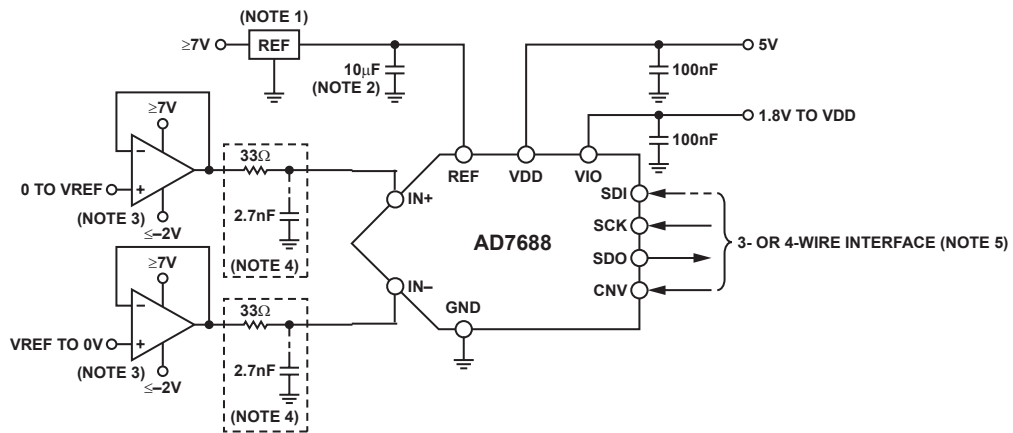 (NOTE 1)
≥7V
REF
10μF
(NOTE 2)
5V
100nF
1.8V TO VDD
100nF
≥7V
−
+
0 TO VREF
(NOTE 3)
≤–2V
33Ω
2.7nF
(NOTE 4)
REF
VDD
VIO
IN+
IN–
AD7688
GND
SDI
SCK
SDO
CNV
3- OR 4-WIRE INTERFACE (NOTE 5)
≥7V
−
+
VREF TO 0V
(NOTE 3)
≤–2V
33Ω
2.7nF
(NOTE 4)